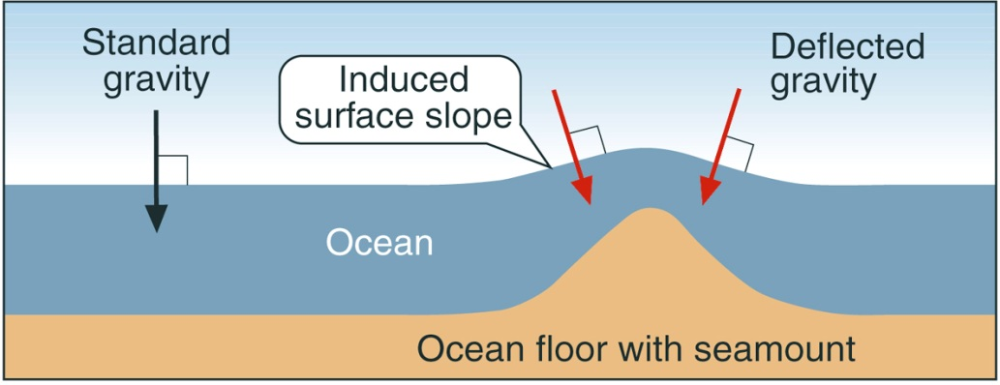 Standard
gravity
Induced
surface slope
Deflected
gravity
Ocean
Ocean floor with seamount